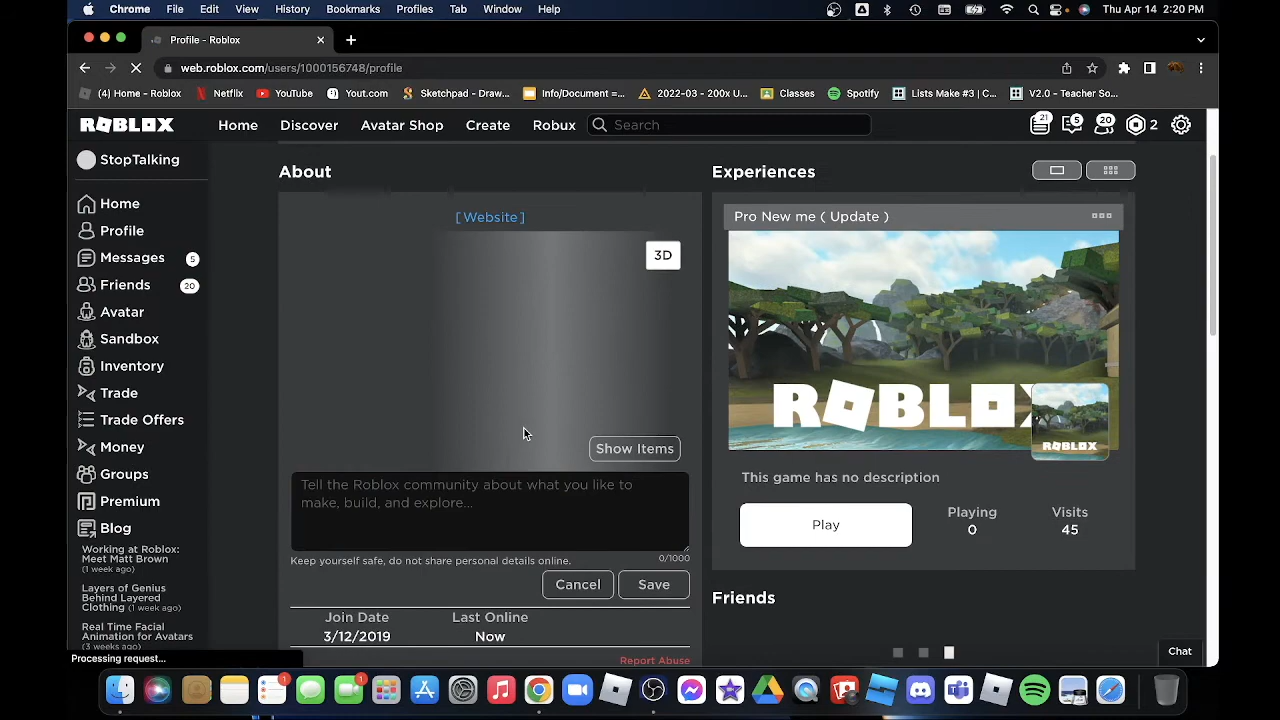 Chrome File Edit View History Bookmarks Profiles Tab Window Help Thu Apr 14 2:20 PM
Profile - Roblox
web.roblox.com/users/1000156748/profile
(4) Home - Roblox Netflix YouTube Yout.com Sketchpad - Draw... Info/Document =... 2022-03 - 200x U... Classes Spotify Lists Make #3 | C... V2.0 - Teacher So...
ROBLOX Home Discover Avatar Shop Create Robux Search 21 5 20 2
StopTalking
Home
Profile
Messages 5
Friends 20
Avatar
Sandbox
Inventory
Trade
Trade Offers
Money
Groups
Premium
Blog
Working at Roblox:
Meet Matt Brown
(1 week ago)
Layers of Genius
Behind Layered
Clothing (1 week ago)
Real Time Facial
Animation for Avatars
(3 weeks ago)
Processing request...
About
[ Website ]
3D
Show Items
Tell the Roblox community about what you like to
make, build, and explore...
Keep yourself safe, do not share personal details online. 0/1000
Cancel Save
Join Date Last Online
3/12/2019 Now
Report Abuse
Experiences
Pro New me ( Update )
ROBLOX
ROBLOX
This game has no description
Play
Playing Visits
0 45
Friends
Chat
1 1